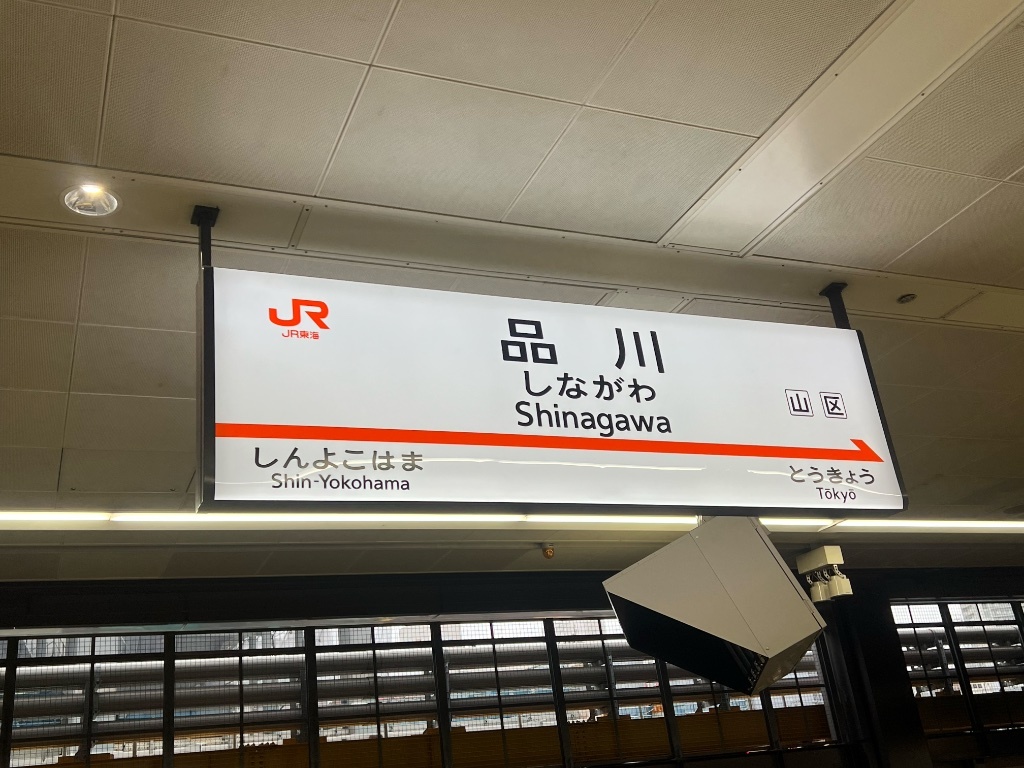 JR
JR東海
品川
しながわ
Shinagawa
山 区
しんよこはま
Shin-Yokohama
とうきょう
Tōkyō